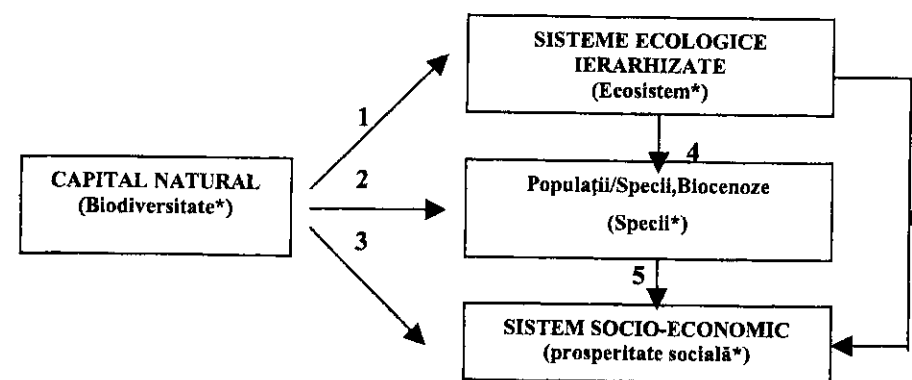 SISTEME ECOLOGICE
IERARHIZATE
(Ecosistem*)
1
4
CAPITAL NATURAL
(Biodiversitate*)
2
Populaţii/Specii,Biocenoze
(Specii*)
3
5
SISTEM SOCIO-ECONOMIC
(prosperitate socială*)